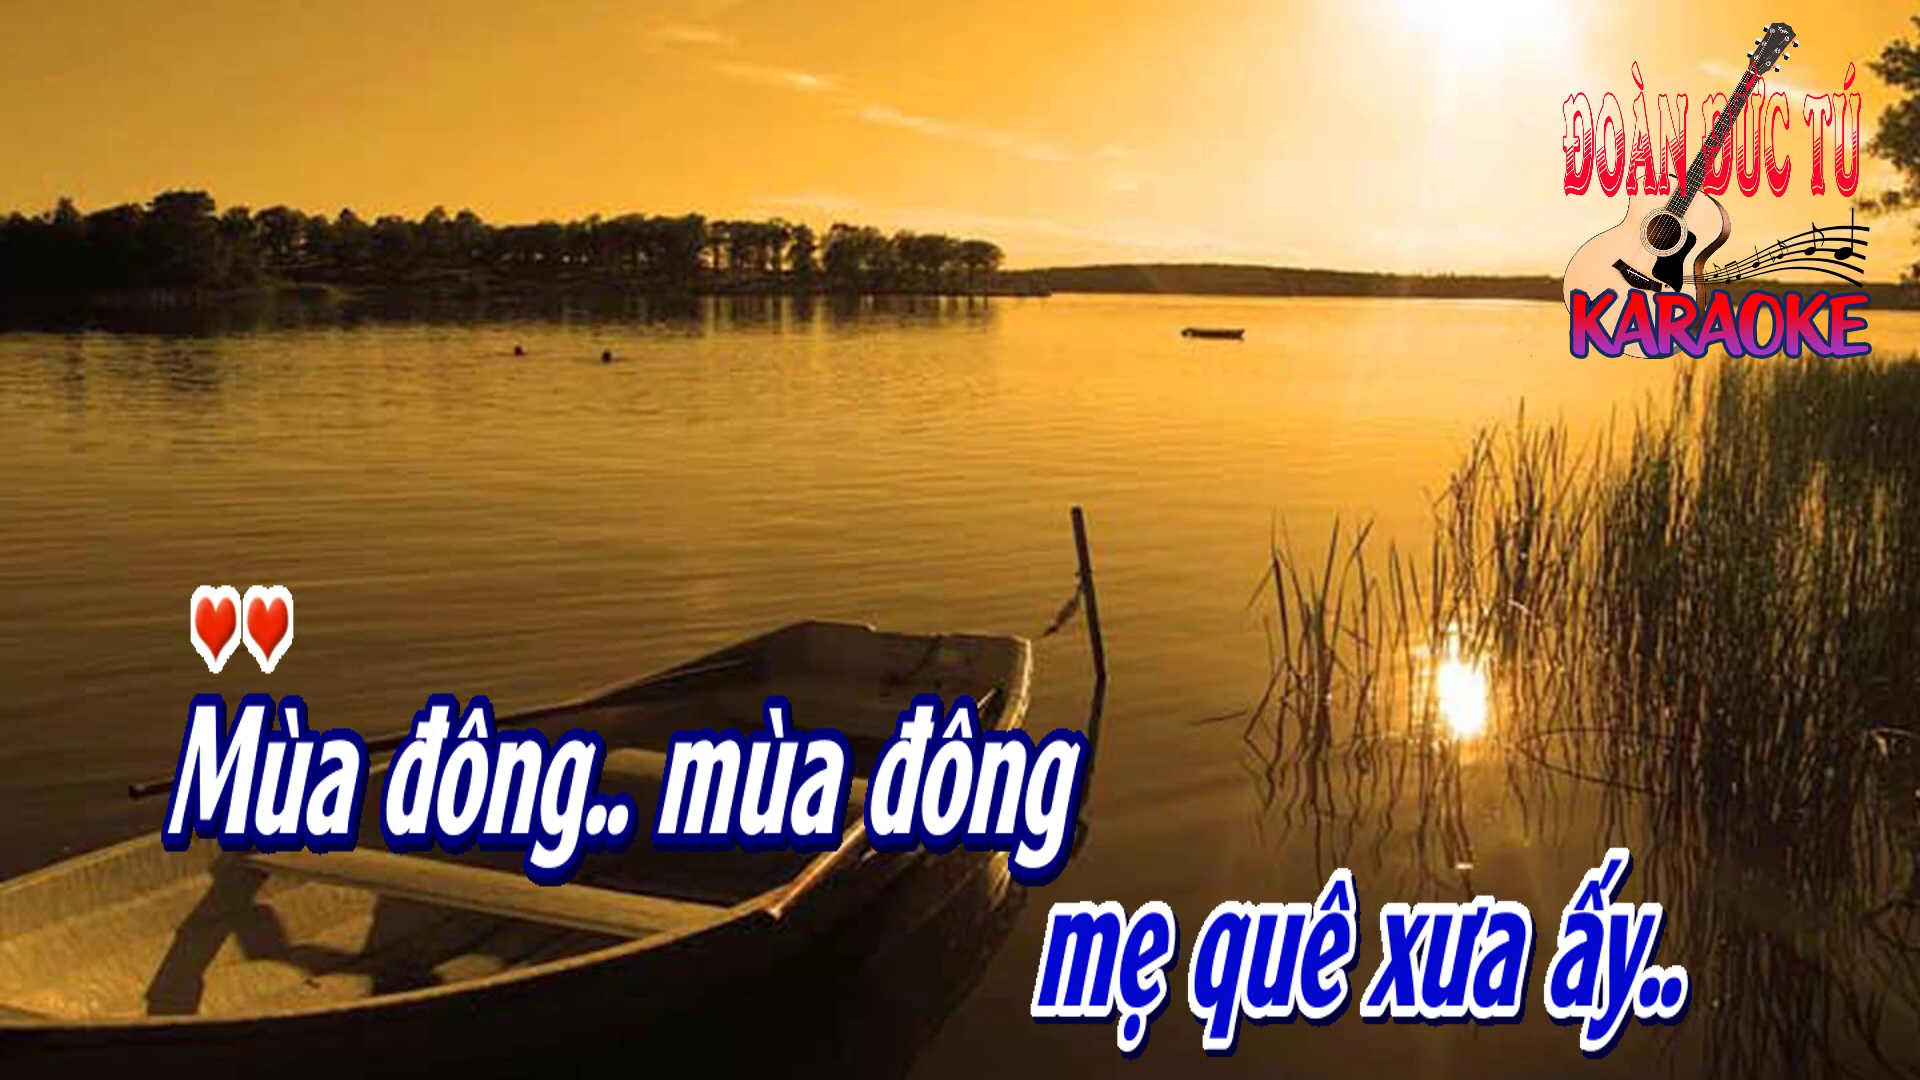 ĐOÀN ĐỨC TÚ
KARAOKE
Mùa đông.. mùa đông
mẹ quê xưa ấy..